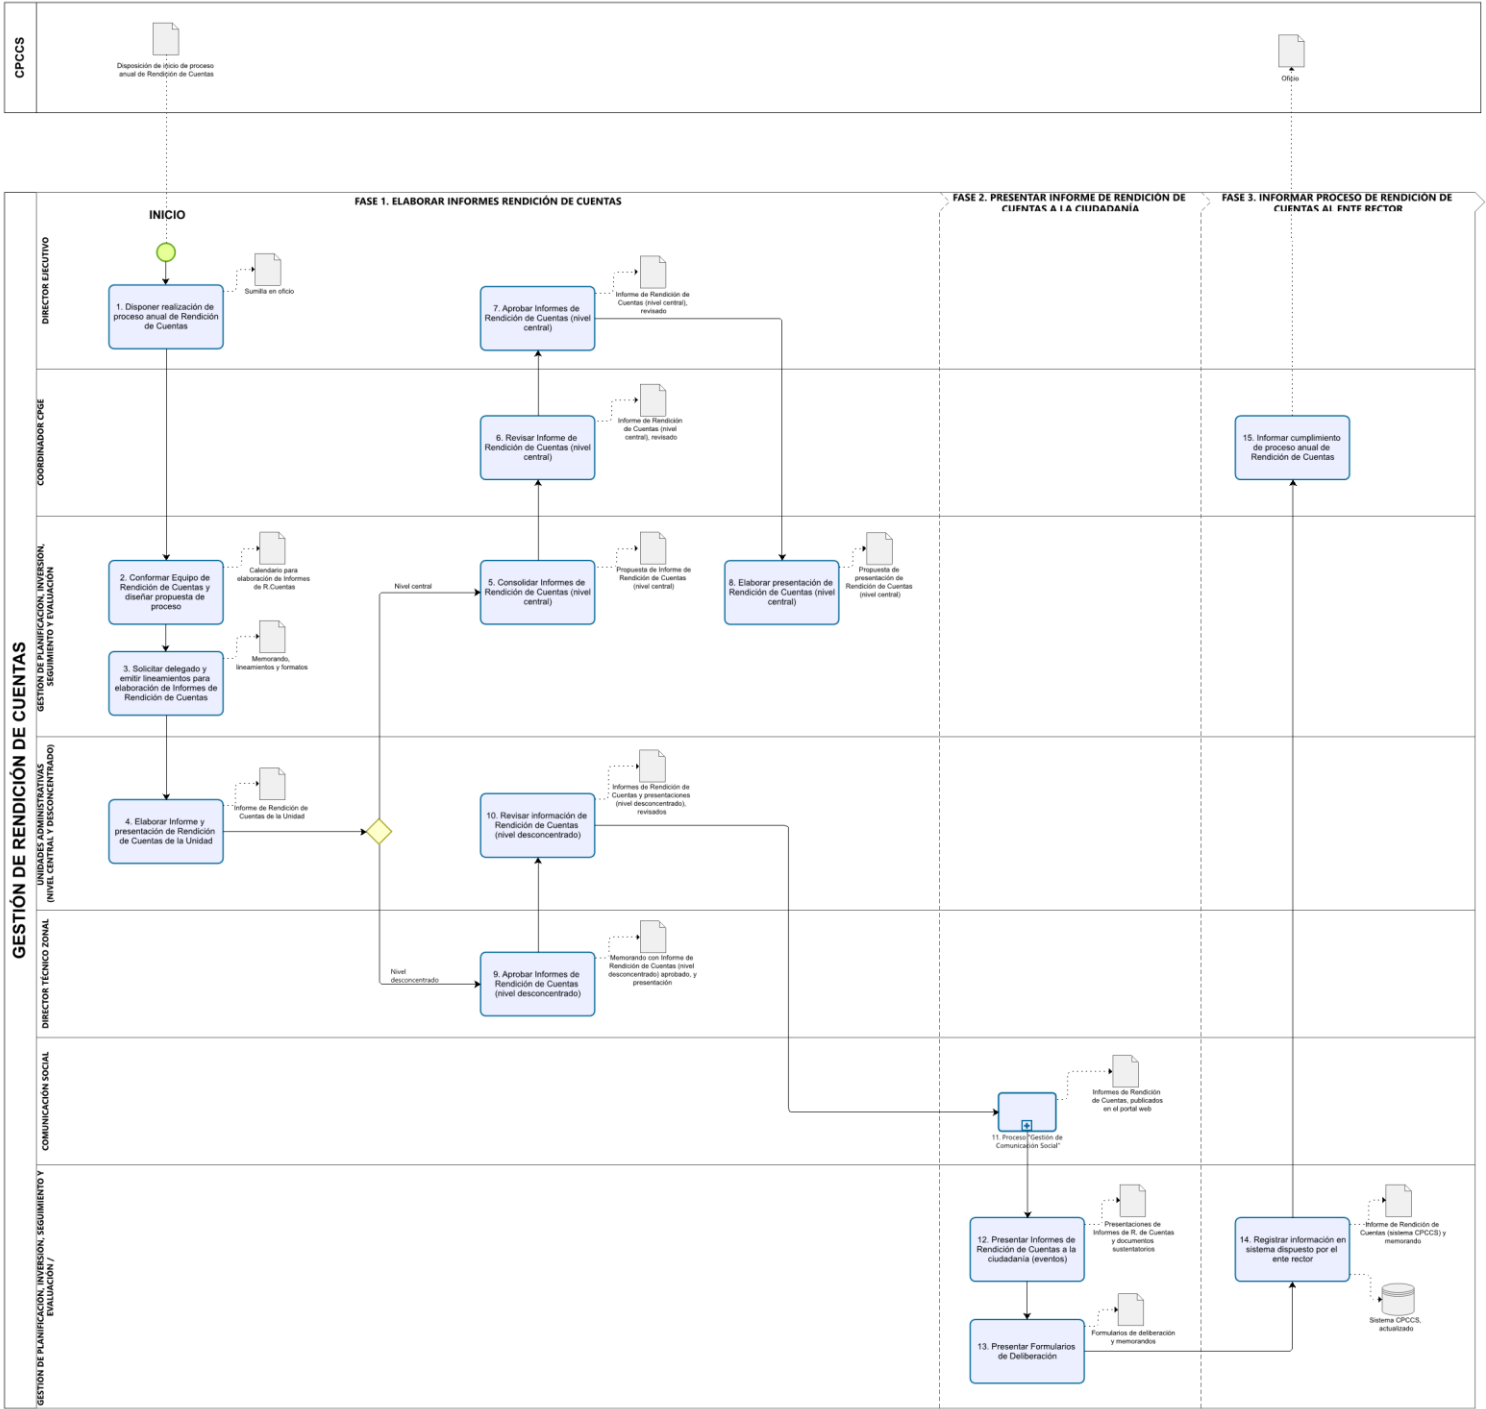 CPCCS
Disposición de inicio de proceso
anual de Rendición de Cuentas
Oficio
GESTIÓN DE RENDICIÓN DE CUENTAS
FASE 1. ELABORAR INFORMES RENDICIÓN DE CUENTAS
FASE 2. PRESENTAR INFORME DE RENDICIÓN DE
CUENTAS A LA CIUDADANÍA
FASE 3. INFORMAR PROCESO DE RENDICIÓN DE
CUENTAS AL ENTE RECTOR
DIRECTOR EJECUTIVO
INICIO
1. Disponer realización de
proceso anual de Rendición
de Cuentas
Sumilla en oficio
7. Aprobar Informes de
Rendición de Cuentas (nivel
central)
Informe de Rendición de
Cuentas (nivel central),
revisado
COORDINADOR CPGE
6. Revisar Informe de
Rendición de Cuentas (nivel
central)
Informe de Rendición
de Cuentas (nivel
central), revisado
15. Informar cumplimiento
de proceso anual de
Rendición de Cuentas
GESTIÓN DE PLANIFICACIÓN, INVERSIÓN,
SEGUIMIENTO Y EVALUACIÓN
2. Conformar Equipo de
Rendición de Cuentas y
diseñar propuesta de
proceso
Calendario para
elaboración de Informes
de R.Cuentas
3. Solicitar delegado y
emitir lineamientos para
elaboración de Informes de
Rendición de Cuentas
Memorando,
lineamientos y formatos
Nivel central
5. Consolidar Informes de
Rendición de Cuentas (nivel
central)
Propuesta de Informe de
Rendición de Cuentas
(nivel central)
8. Elaborar presentación de
Rendición de Cuentas (nivel
central)
Propuesta de
presentación de
Rendición de Cuentas
(nivel central)
UNIDADES ADMINISTRATIVAS
(NIVEL CENTRAL Y DESCONCENTRADO)
4. Elaborar Informe y
presentación de Rendición
de Cuentas de la Unidad
Informe de Rendición de
Cuentas de la Unidad
10. Revisar información de
Rendición de Cuentas
(nivel desconcentrado)
Informes de Rendición de
Cuentas y presentaciones
(nivel desconcentrado),
revisados
DIRECTOR TÉCNICO ZONAL
Nivel
desconcentrado
9. Aprobar Informes de
Rendición de Cuentas
(nivel desconcentrado)
Memorando con Informe de
Rendición de Cuentas (nivel
desconcentrado) aprobado, y
presentación
COMUNICACIÓN SOCIAL
11. Proceso "Gestión de
Comunicación Social"
Informes de Rendición
de Cuentas, publicados
en el portal web
GESTIÓN DE PLANIFICACIÓN, INVERSIÓN, SEGUIMIENTO Y
EVALUACIÓN /
12. Presentar Informes de
Rendición de Cuentas a la
ciudadanía (eventos)
Presentaciones de
Informes de R. de Cuentas
y documentos
sustentatorios
13. Presentar Formularios
de Deliberación
Formularios de deliberación
y memorandos
14. Registrar información en
sistema dispuesto por el
ente rector
Informe de Rendición de
Cuentas (sistema CPCCS) y
memorando
Sistema CPCCS,
actualizado